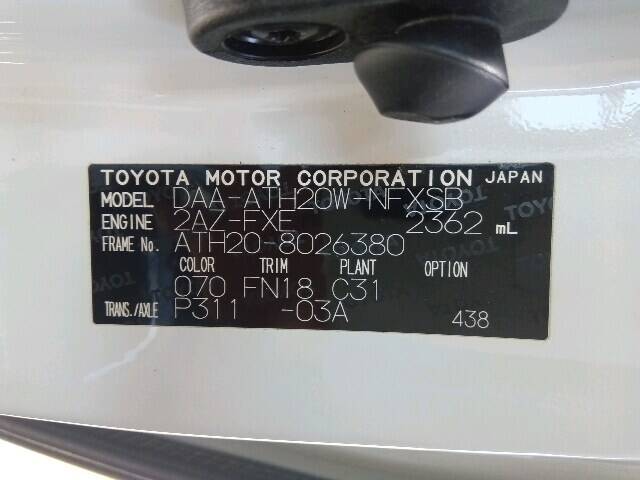 TOYOTA MOTOR CORPORATION JAPAN
MODEL DAA-ATH20W-NFXSB
ENGINE 2AZ-FXE 2362 mL
FRAME No. ATH20-8026380
COLOR TRIM PLANT OPTION
070 FN18 C31
TRANS./AXLE P311 -03A 438